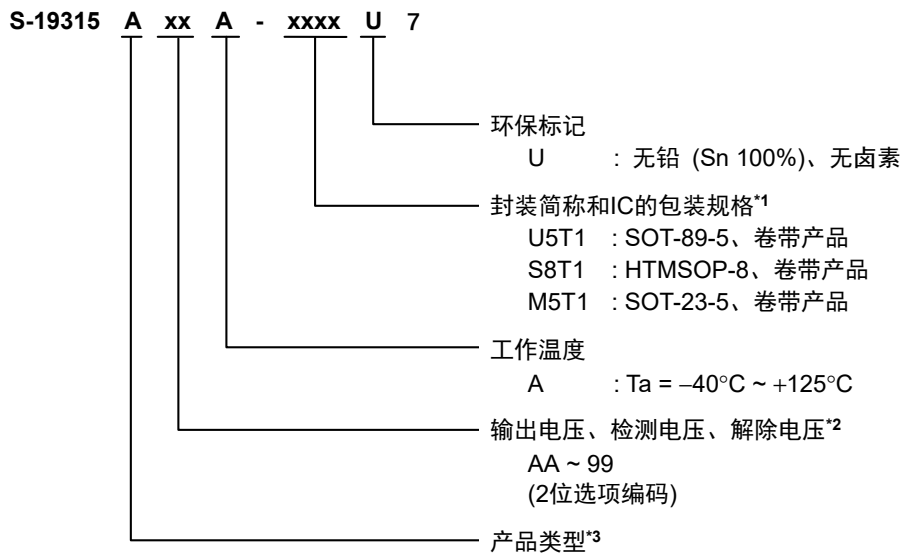 S-19315 A xx A - xxxx U 7
环保标记
U : 无铅 (Sn 100%)、无卤素
封装简称和IC的包装规格*1
U5T1 : SOT-89-5、卷带产品
S8T1 : HTMSOP-8、卷带产品
M5T1 : SOT-23-5、卷带产品
工作温度
A : Ta = −40°C ~ +125°C
输出电压、检测电压、解除电压*2
AA ~ 99
(2位选项编码)
产品类型*3